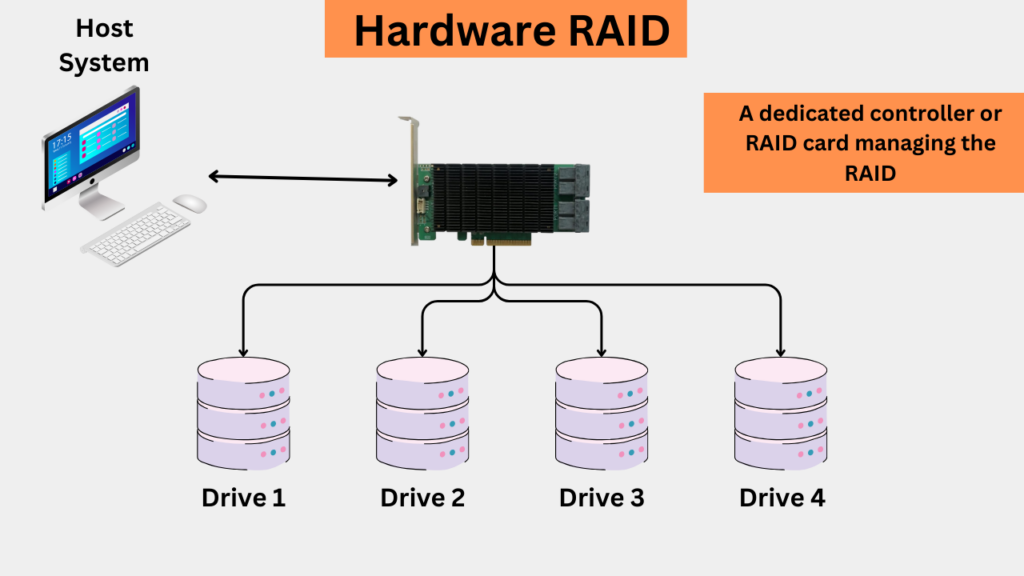 Hardware RAID
Host
System
17:15
A dedicated controller or
RAID card managing the
RAID
Drive 1
Drive 2
Drive 3
Drive 4